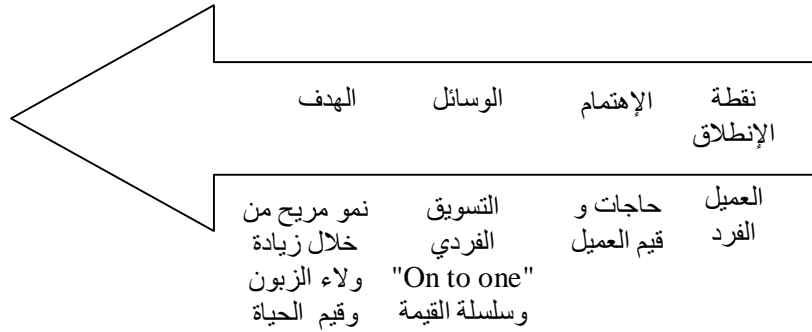 نقطة
الإنطلاق
الإهتمام
الوسائل
الهدف
العميل
الفرد
حاجات و
قيم العميل
التسويق
الفردي
"On to one"
وسلسلة القيمة
نمو مريح من
خلال زيادة
ولاء الزبون
وقيم الحياة